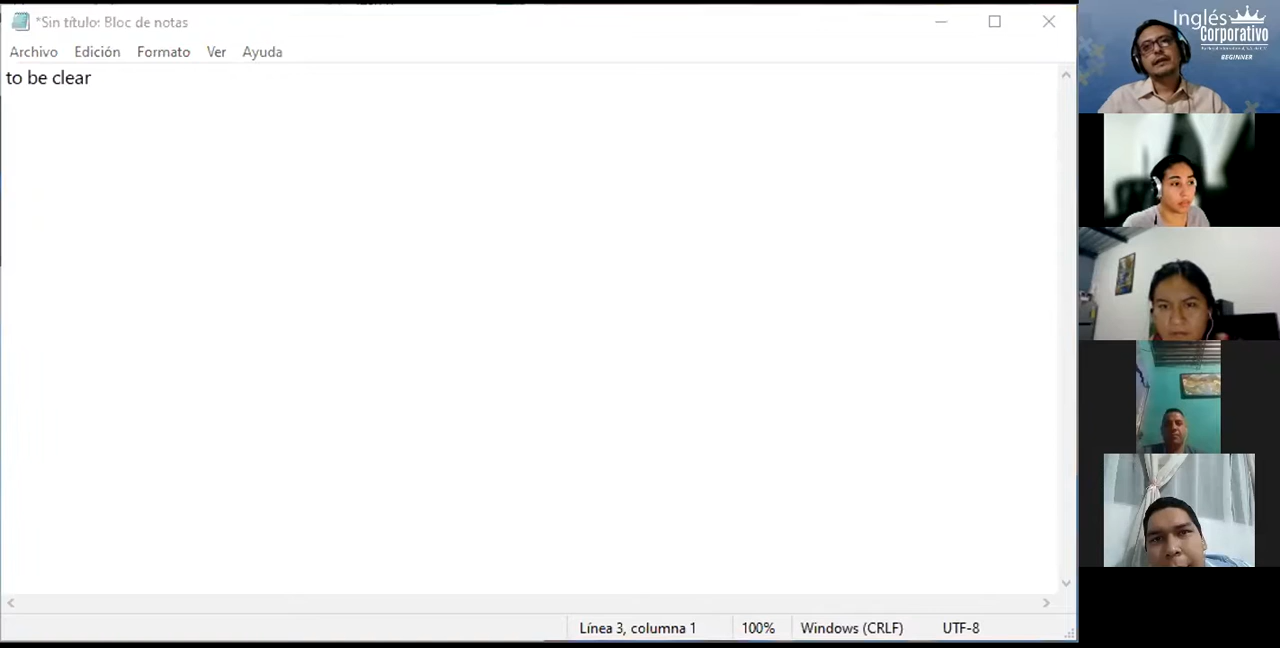 *Sin título: Bloc de notas
Archivo Edición Formato Ver Ayuda
to be clear
Línea 3, columna 1 100% Windows (CRLF) UTF-8
Inglés
Corporativo
BEGINNER